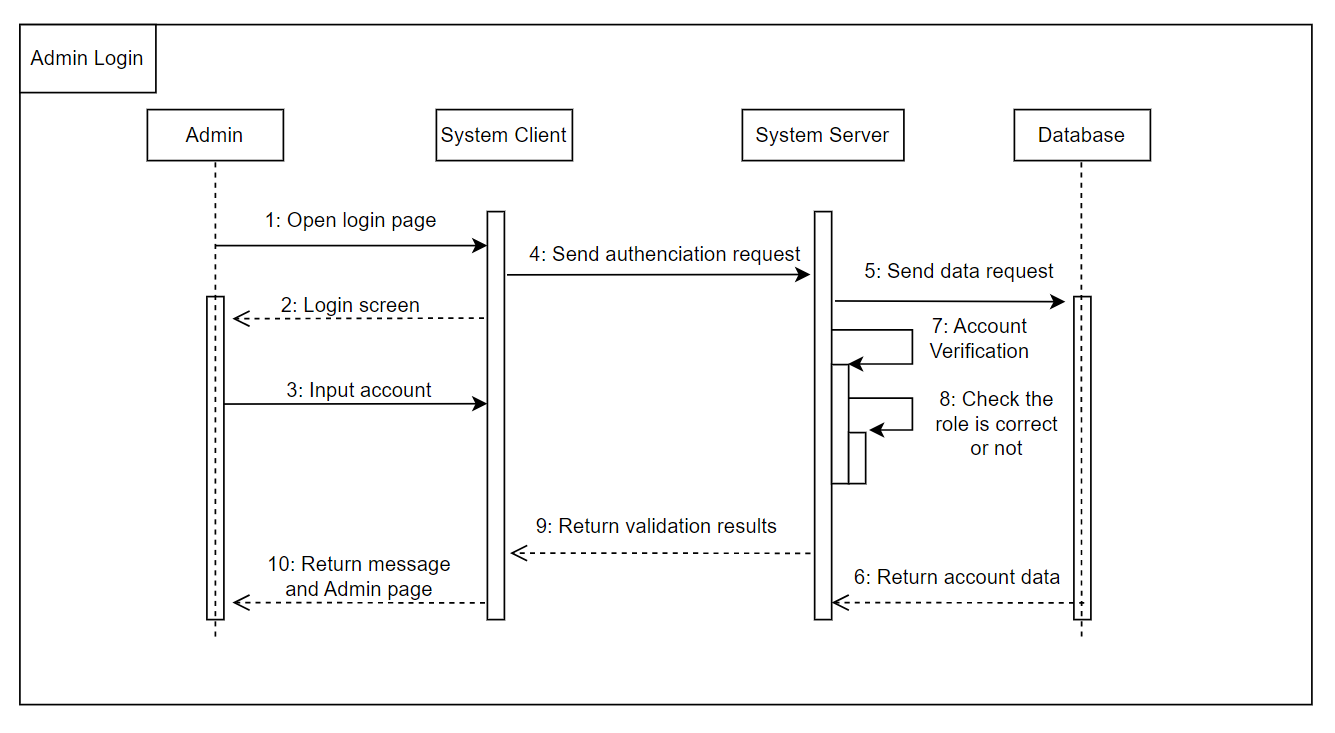 Admin Login
Admin
System Client
System Server
Database
1: Open login page
4: Send authenciation request
5: Send data request
2: Login screen
7: Account
Verification
3: Input account
8: Check the
role is correct
or not
9: Return validation results
10: Return message
and Admin page
6: Return account data